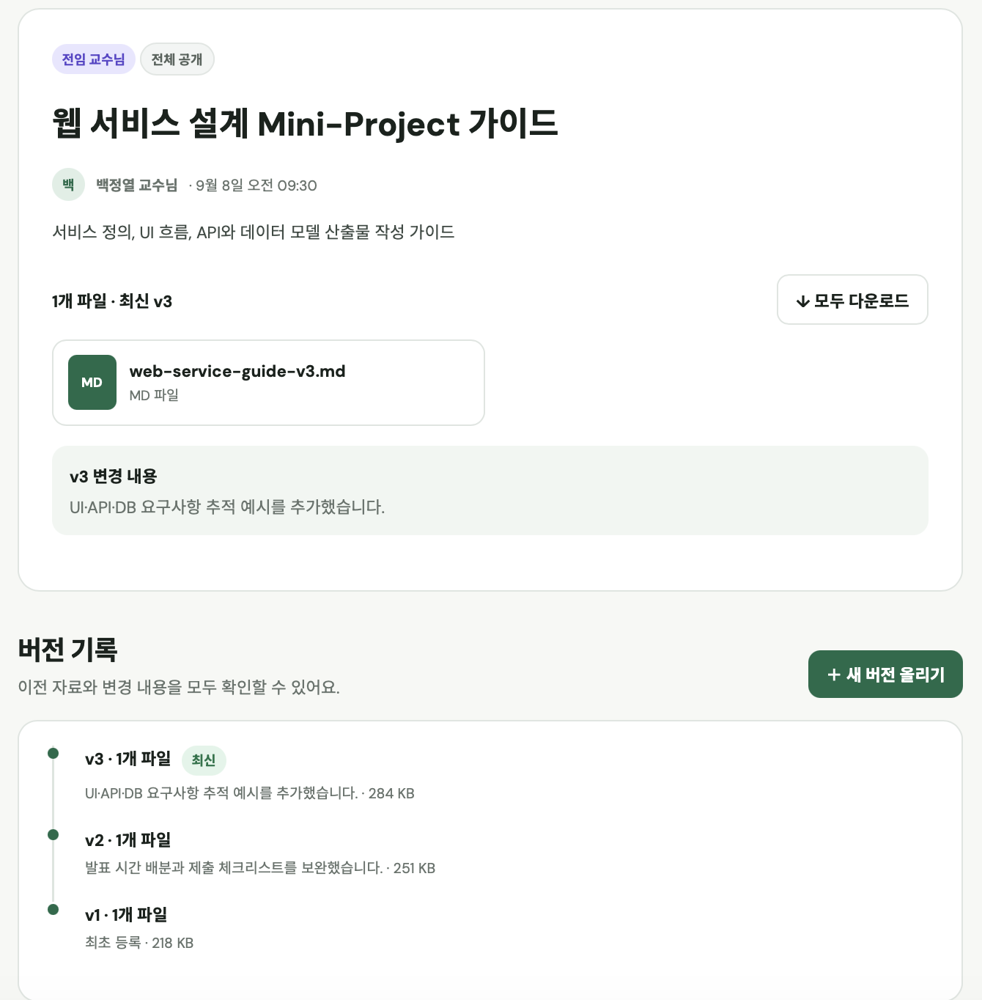 전임 교수님 전체 공개
웹 서비스 설계 Mini-Project 가이드
백 백정열 교수님 · 9월 8일 오전 09:30
서비스 정의, UI 흐름, API와 데이터 모델 산출물 작성 가이드
1개 파일 · 최신 v3
↓ 모두 다운로드
MD
web-service-guide-v3.md
MD 파일
v3 변경 내용
UI·API·DB 요구사항 추적 예시를 추가했습니다.
버전 기록
이전 자료와 변경 내용을 모두 확인할 수 있어요.
+ 새 버전 올리기
v3 · 1개 파일 최신
UI·API·DB 요구사항 추적 예시를 추가했습니다. · 284 KB
v2 · 1개 파일
발표 시간 배분과 제출 체크리스트를 보완했습니다. · 251 KB
v1 · 1개 파일
최초 등록 · 218 KB